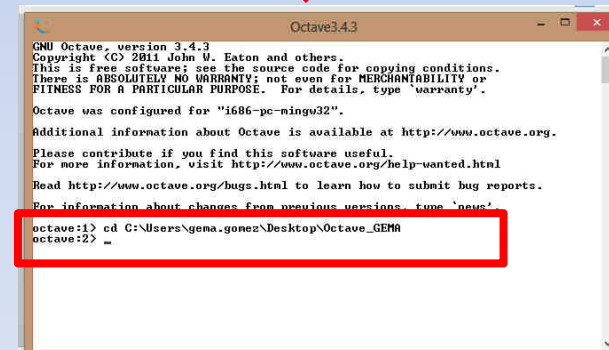 Octave3.4.3
GNU Octave, version 3.4.3
Copyright (C) 2011 John W. Eaton and others.
This is free software; see the source code for copying conditions.
There is ABSOLUTELY NO WARRANTY; not even for MERCHANTABILITY or
FITNESS FOR A PARTICULAR PURPOSE.  For details, type `warranty'.
Octave was configured for "i686-pc-mingw32".
Additional information about Octave is available at http://www.octave.org.
Please contribute if you find this software useful.
For more information, visit http://www.octave.org/help-wanted.html
Read http://www.octave.org/bugs.html to learn how to submit bug reports.
For information about changes from previous versions, type `news'.
octave:1> cd C:\Users\gema.gomez\Desktop\Octave_GEMA
octave:2> _